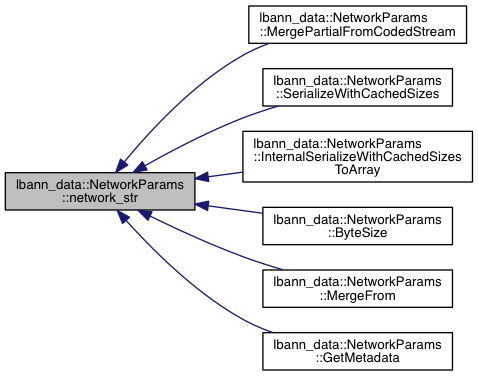 lbann_data::NetworkParams
::MergePartialFromCodedStream
lbann_data::NetworkParams
::SerializeWithCachedSizes
lbann_data::NetworkParams
::InternalSerializeWithCachedSizes
ToArray
lbann_data::NetworkParams
::network_str
lbann_data::NetworkParams
::ByteSize
lbann_data::NetworkParams
::MergeFrom
lbann_data::NetworkParams
::GetMetadata